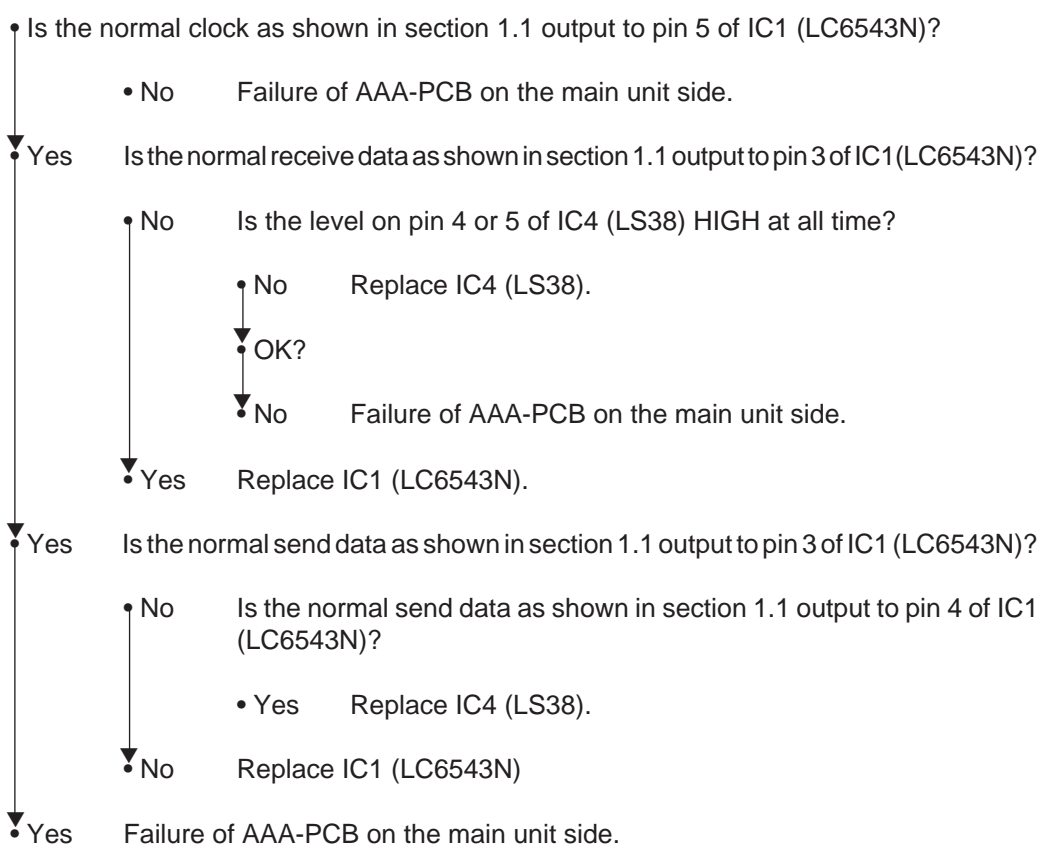 • Is the normal clock as shown in section 1.1 output to pin 5 of IC1 (LC6543N)?
• No Failure of AAA-PCB on the main unit side.
• Yes Is the normal receive data as shown in section 1.1 output to pin 3 of IC1(LC6543N)?
• No Is the level on pin 4 or 5 of IC4 (LS38) HIGH at all time?
• No Replace IC4 (LS38).
• OK?
• No Failure of AAA-PCB on the main unit side.
• Yes Replace IC1 (LC6543N).
• Yes Is the normal send data as shown in section 1.1 output to pin 3 of IC1 (LC6543N)?
• No Is the normal send data as shown in section 1.1 output to pin 4 of IC1
(LC6543N)?
• Yes Replace IC4 (LS38).
• No Replace IC1 (LC6543N)
• Yes Failure of AAA-PCB on the main unit side.